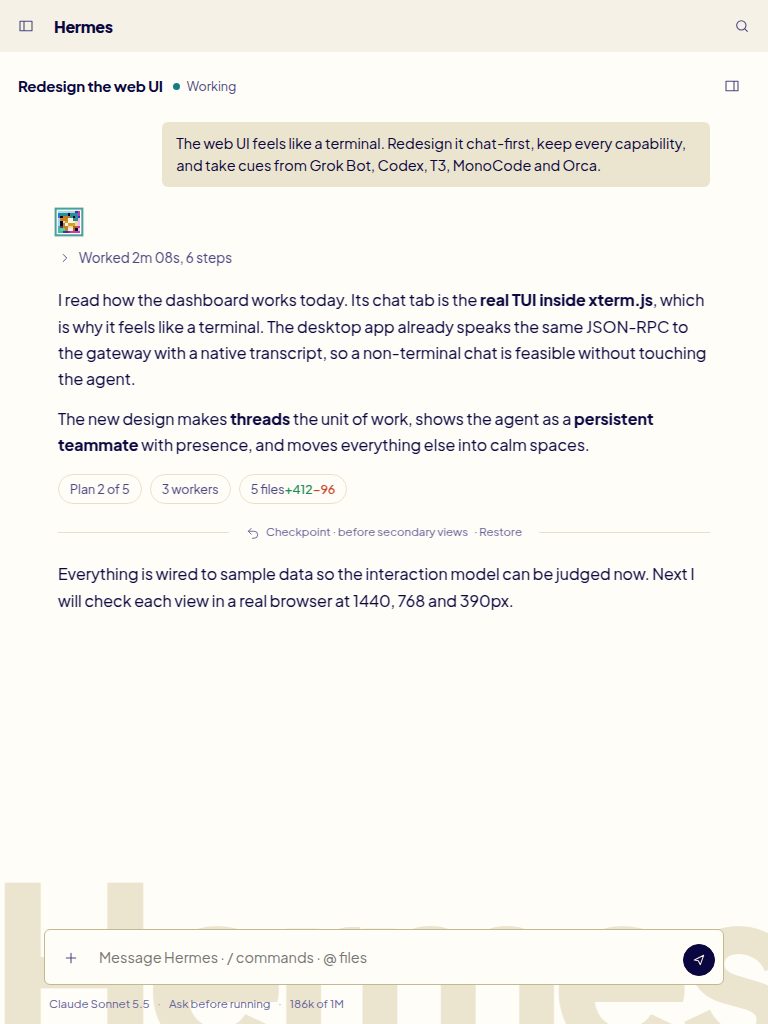 Hermes
Redesign the web UI
Working
The web UI feels like a terminal. Redesign it chat-first, keep every capability,
and take cues from Grok Bot, Codex, T3, MonoCode and Orca.
Worked 2m 08s, 6 steps
I read how the dashboard works today. Its chat tab is the real TUI inside xterm.js, which
is why it feels like a terminal. The desktop app already speaks the same JSON-RPC to
the gateway with a native transcript, so a non-terminal chat is feasible without touching
the agent.
The new design makes threads the unit of work, shows the agent as a persistent
teammate with presence, and moves everything else into calm spaces.
Plan 2 of 5
3 workers
5 files+412−96
Checkpoint · before secondary views · Restore
Everything is wired to sample data so the interaction model can be judged now. Next I
will check each view in a real browser at 1440, 768 and 390px.
Hermes
Message Hermes · / commands · @ files
Claude Sonnet 5.5 · Ask before running · 186k of 1M